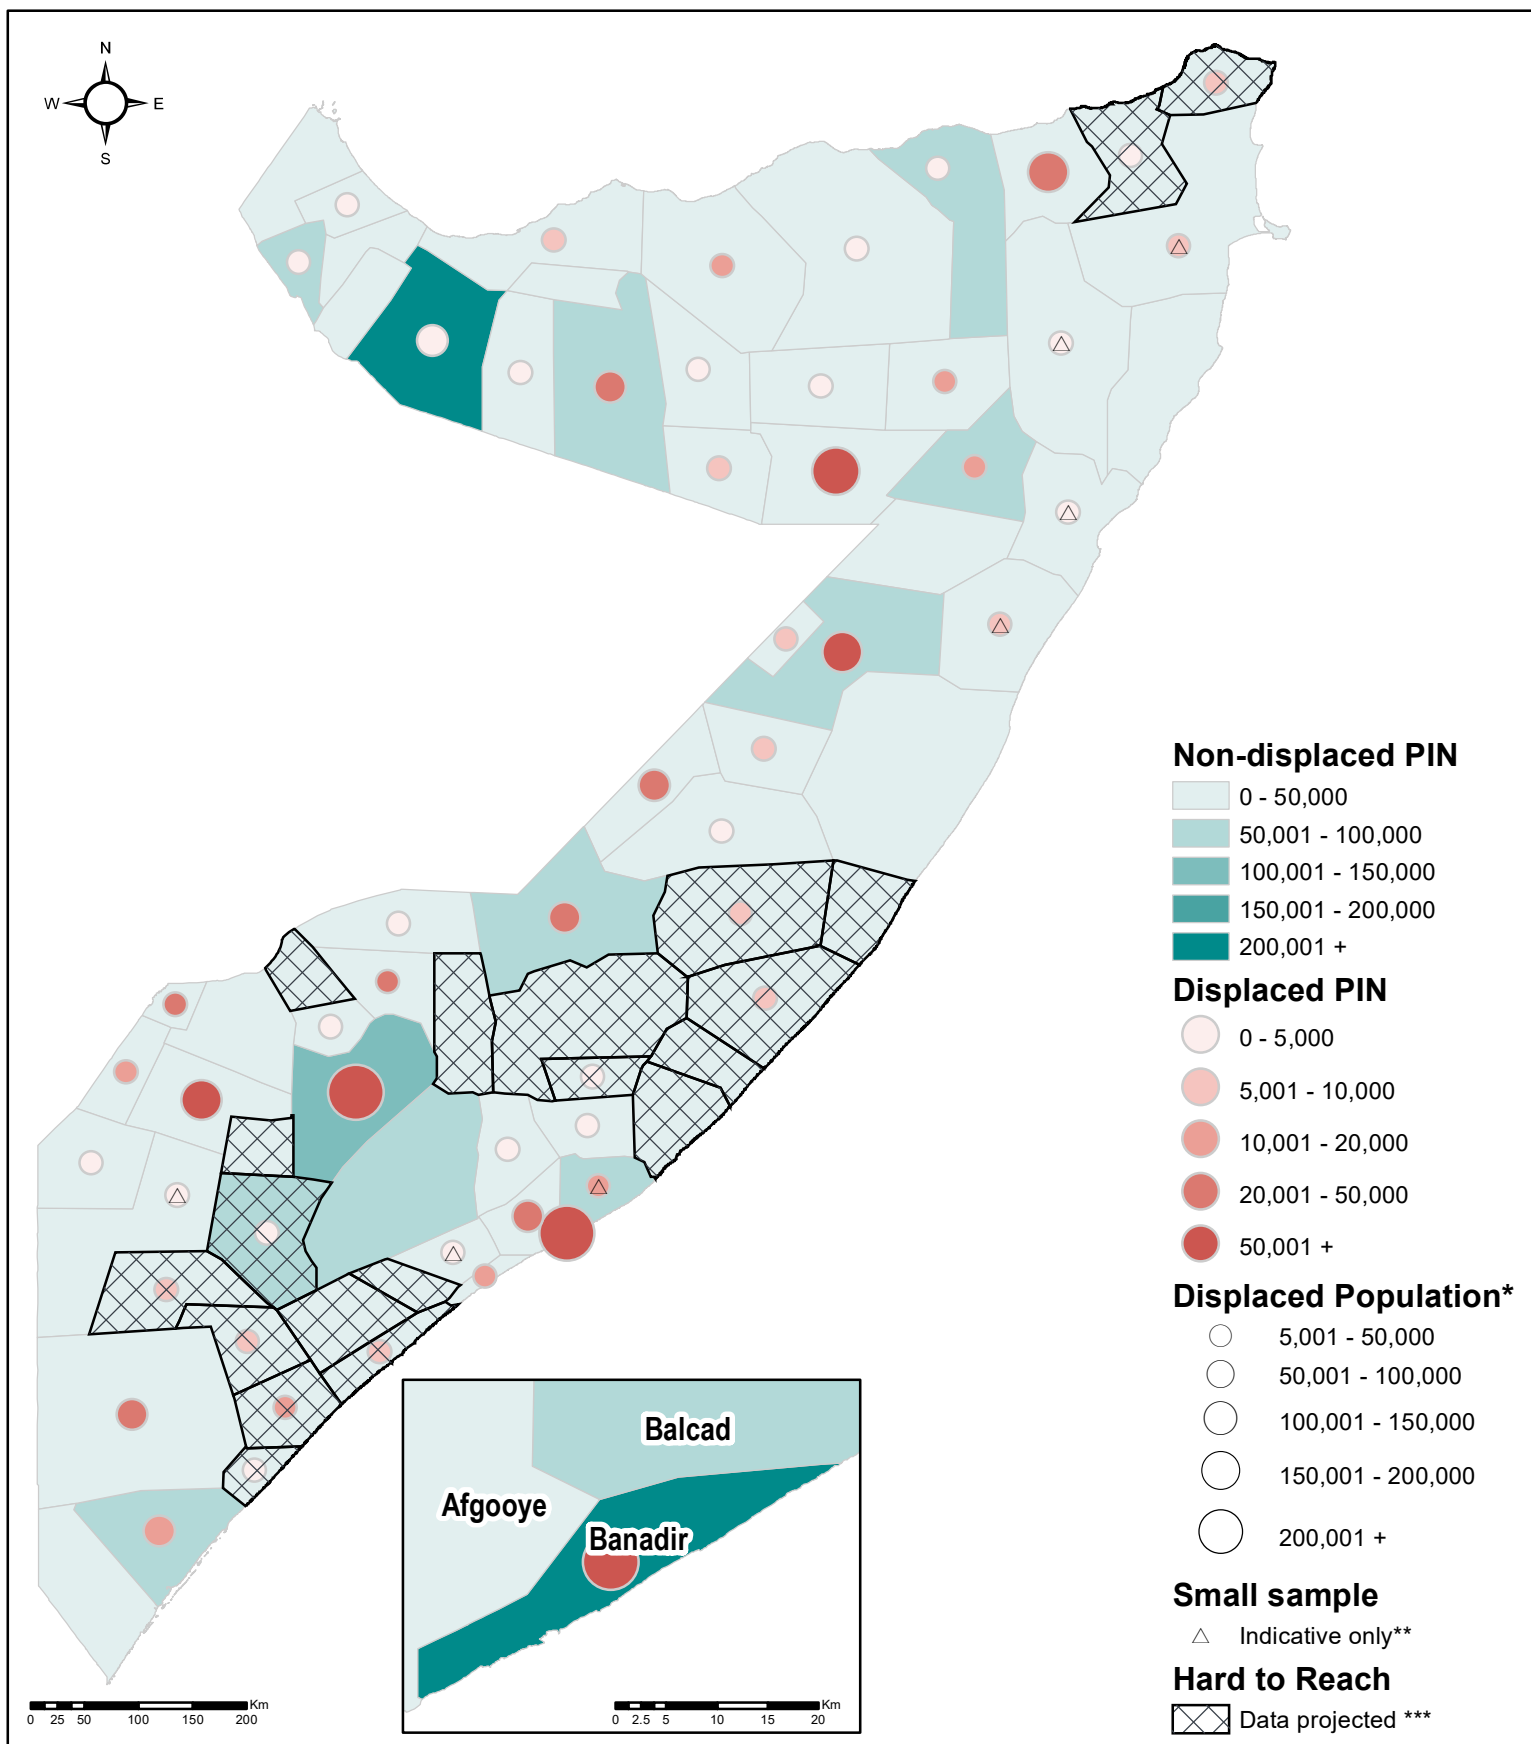 N
W
E
S
Non-displaced PIN
0 - 50,000
50,001 - 100,000
100,001 - 150,000
150,001 - 200,000
200,001 +
Displaced PIN
0 - 5,000
5,001 - 10,000
10,001 - 20,000
20,001 - 50,000
50,001 +
Displaced Population*
5,001 - 50,000
50,001 - 100,000
100,001 - 150,000
150,001 - 200,000
200,001 +
Small sample
Indicative only**
Hard to Reach
Data projected ***
Balcad
Afgooye
Banadir
Km
0 25 50 100 150 200
Km
0 2.5 5 10 15 20